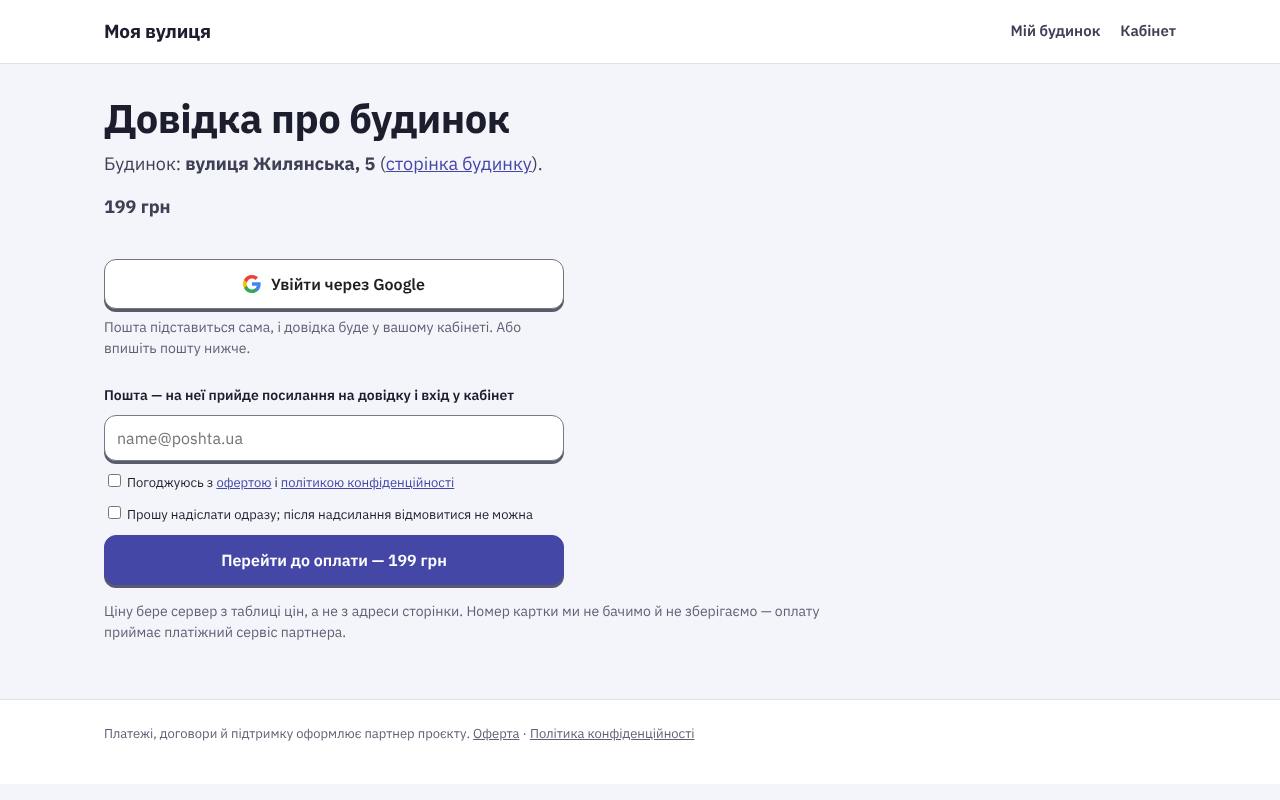 Моя вулиця
Мій будинок Кабінет
Довідка про будинок
Будинок: вулиця Жилянська, 5 (сторінка будинку).
199 грн
Увійти через Google
Пошта підставиться сама, і довідка буде у вашому кабінеті. Або
впишіть пошту нижче.
Пошта — на неї прийде посилання на довідку і вхід у кабінет
name@poshta.ua
Погоджуюсь з офертою і політикою конфіденційності
Прошу надіслати одразу; після надсилання відмовитися не можна
Перейти до оплати — 199 грн
Ціну бере сервер з таблиці цін, а не з адреси сторінки. Номер картки ми не бачимо й не зберігаємо — оплату
приймає платіжний сервіс партнера.
Платежі, договори й підтримку оформлює партнер проєкту. Оферта · Політика конфіденційності